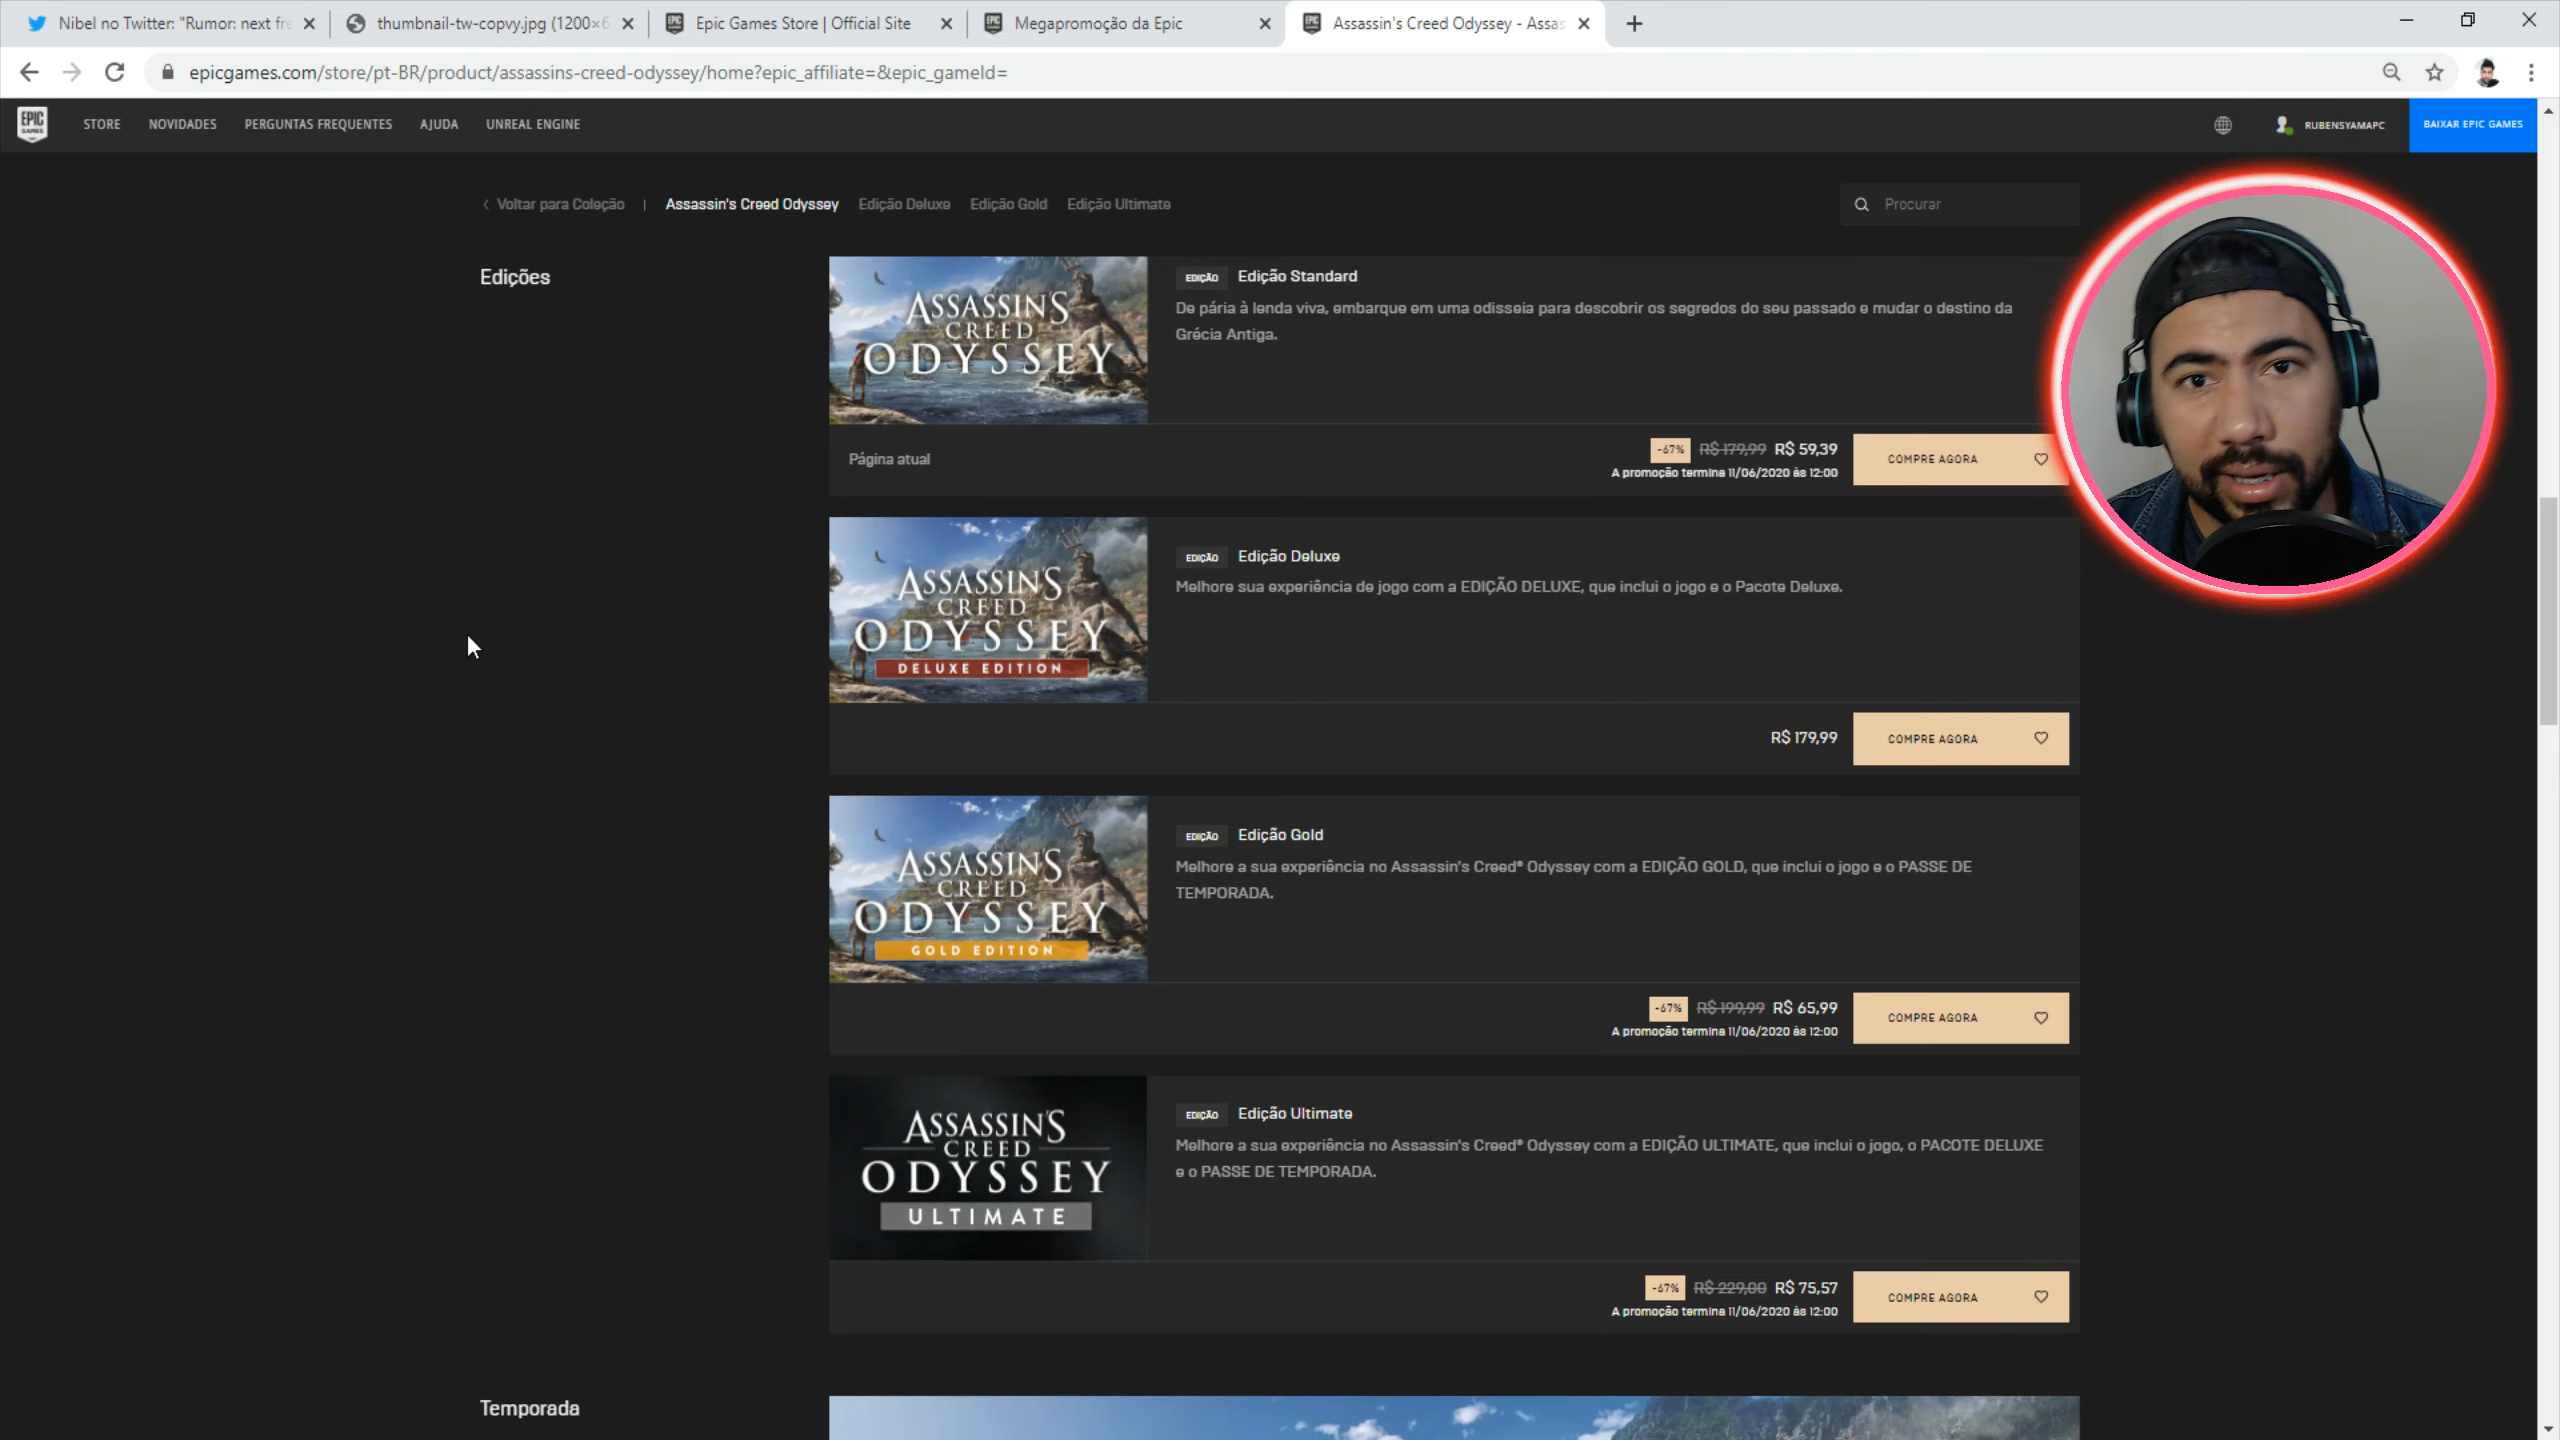 Nibel no Twitter: "Rumor: next fre
thumbnail-tw-copvy.jpg (1200×6
Epic Games Store | Official Site
Megapromoção da Epic
Assassin's Creed Odyssey - Assas
epicgames.com/store/pt-BR/product/assassins-creed-odyssey/home?epic_affiliate=&epic_gameId=
EPIC
GAMES
STORE
NOVIDADES
PERGUNTAS FREQUENTES
AJUDA
UNREAL ENGINE
RUBENSYAMAPC
BAIXAR EPIC GAMES
Voltar para Coleção | Assassin's Creed Odyssey Edição Deluxe Edição Gold Edição Ultimate
Procurar
Edições
ASSASSIN'S
CREED
ODYSSEY
EDIÇÃO Edição Standard
De pária à lenda viva, embarque em uma odisseia para descobrir os segredos do seu passado e mudar o destino da
Grécia Antiga.
Página atual
-67% R$ 179,99 R$ 59,39
A promoção termina 11/06/2020 às 12:00
COMPRE AGORA
ASSASSIN'S
CREED
ODYSSEY
DELUXE EDITION
EDIÇÃO Edição Deluxe
Melhore sua experiência de jogo com a EDIÇÃO DELUXE, que inclui o jogo e o Pacote Deluxe.
R$ 179,99
COMPRE AGORA
ASSASSIN'S
CREED
ODYSSEY
GOLD EDITION
EDIÇÃO Edição Gold
Melhore a sua experiência no Assassin's Creed® Odyssey com a EDIÇÃO GOLD, que inclui o jogo e o PASSE DE
TEMPORADA.
-67% R$ 199,99 R$ 65,99
A promoção termina 11/06/2020 às 12:00
COMPRE AGORA
ASSASSIN'S
CREED
ODYSSEY
ULTIMATE
EDIÇÃO Edição Ultimate
Melhore a sua experiência no Assassin's Creed® Odyssey com a EDIÇÃO ULTIMATE, que inclui o jogo, o PACOTE DELUXE
e o PASSE DE TEMPORADA.
-67% R$ 229,00 R$ 75,57
A promoção termina 11/06/2020 às 12:00
COMPRE AGORA
Temporada